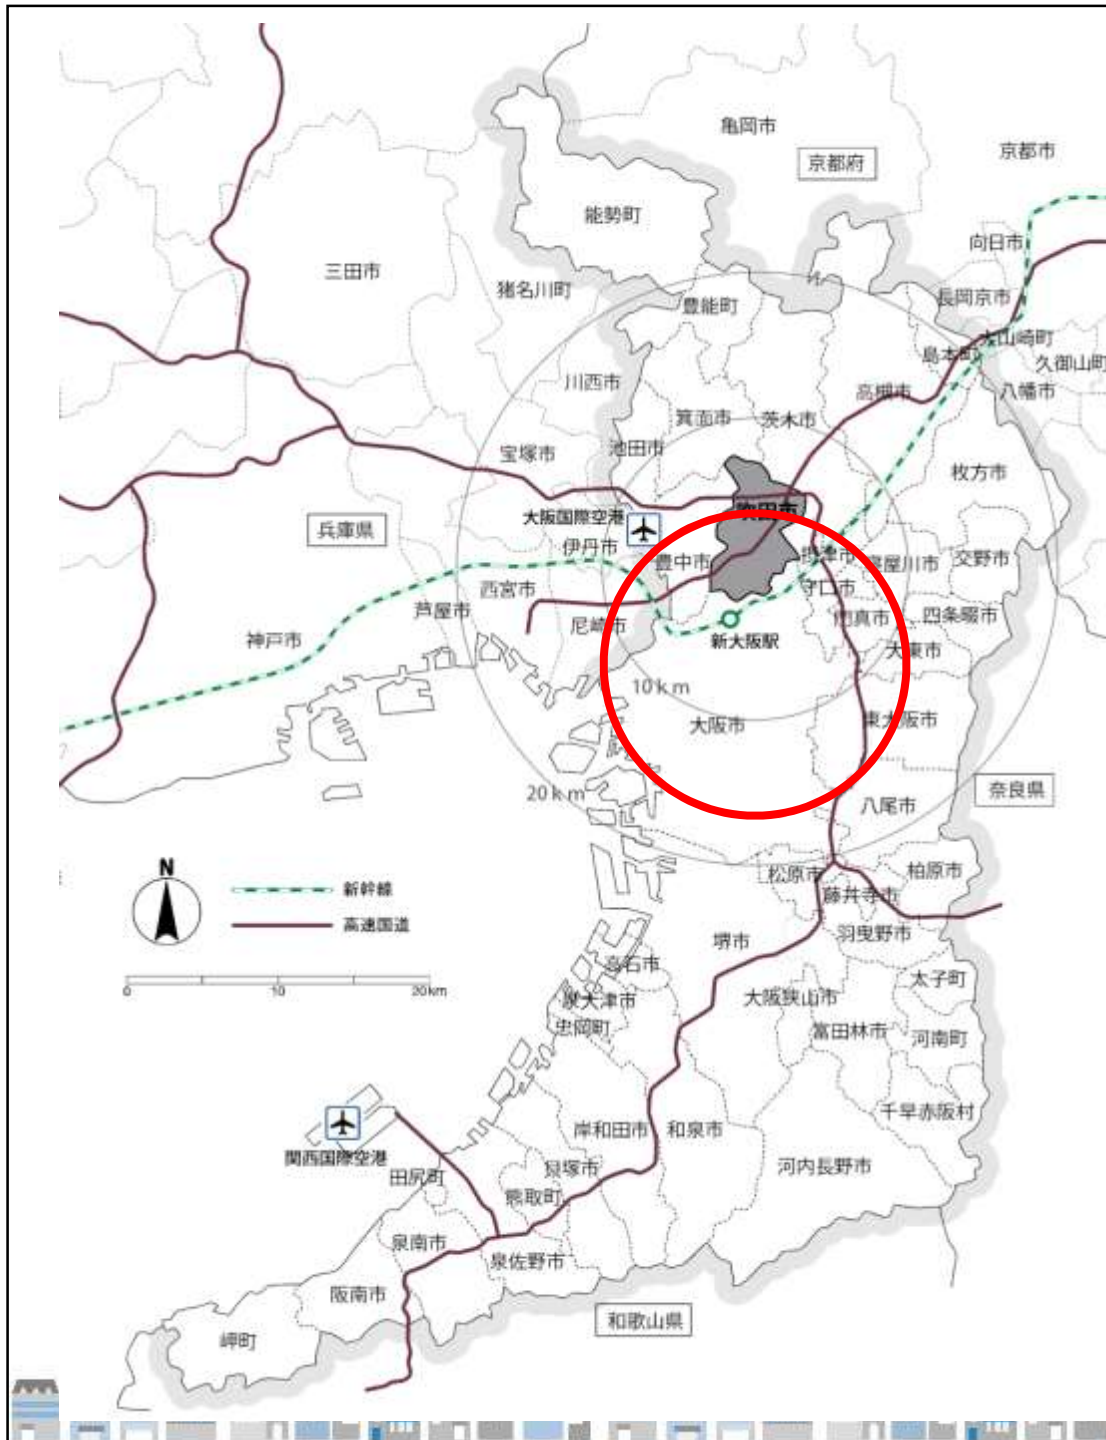 亀岡市
京都市
京都府
能勢町
向日市
三田市
猪名川町
長岡京市
豊能町
大山崎町
島本町
久御山町
川西市
高槻市
八幡市
箕面市
茨木市
池田市
宝塚市
枚方市
吹田市
大阪国際空港
兵庫県
伊丹市
豊中市
摂津市
寝屋川市
交野市
西宮市
守口市
芦屋市
尼崎市
門真市
四条畷市
神戸市
新大阪駅
大東市
10km
大阪市
東大阪市
20km
奈良県
八尾市
N
松原市
柏原市
新幹線
藤井寺市
高速国道
羽曳野市
堺市
高石市
太子町
0
10
20km
泉大津市
大阪狭山市
忠岡町
富田林市
河南町
千早赤阪村
岸和田市
和泉市
関西国際空港
貝塚市
河内長野市
田尻町
熊取町
泉南市
泉佐野市
阪南市
和歌山県
岬町